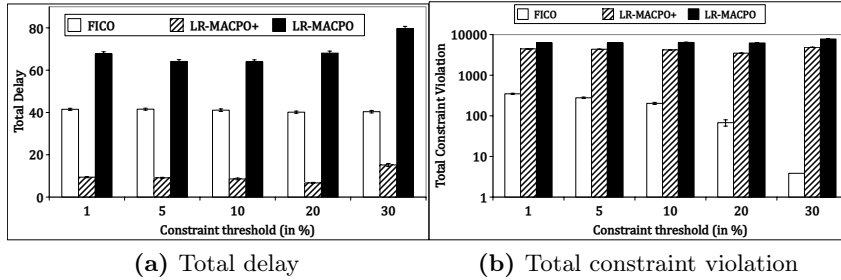 FICO LR-MACPO+ LR-MACPO
80
60
40
20
0
Total Delay
1 5 10 20 30
Constraint threshold (in %)
(a) Total delay
FICO LR-MACPO+ LR-MACPO
10000
1000
100
10
1
Total Constraint Violation
1 5 10 20 30
Constraint threshold (in %)
(b) Total constraint violation